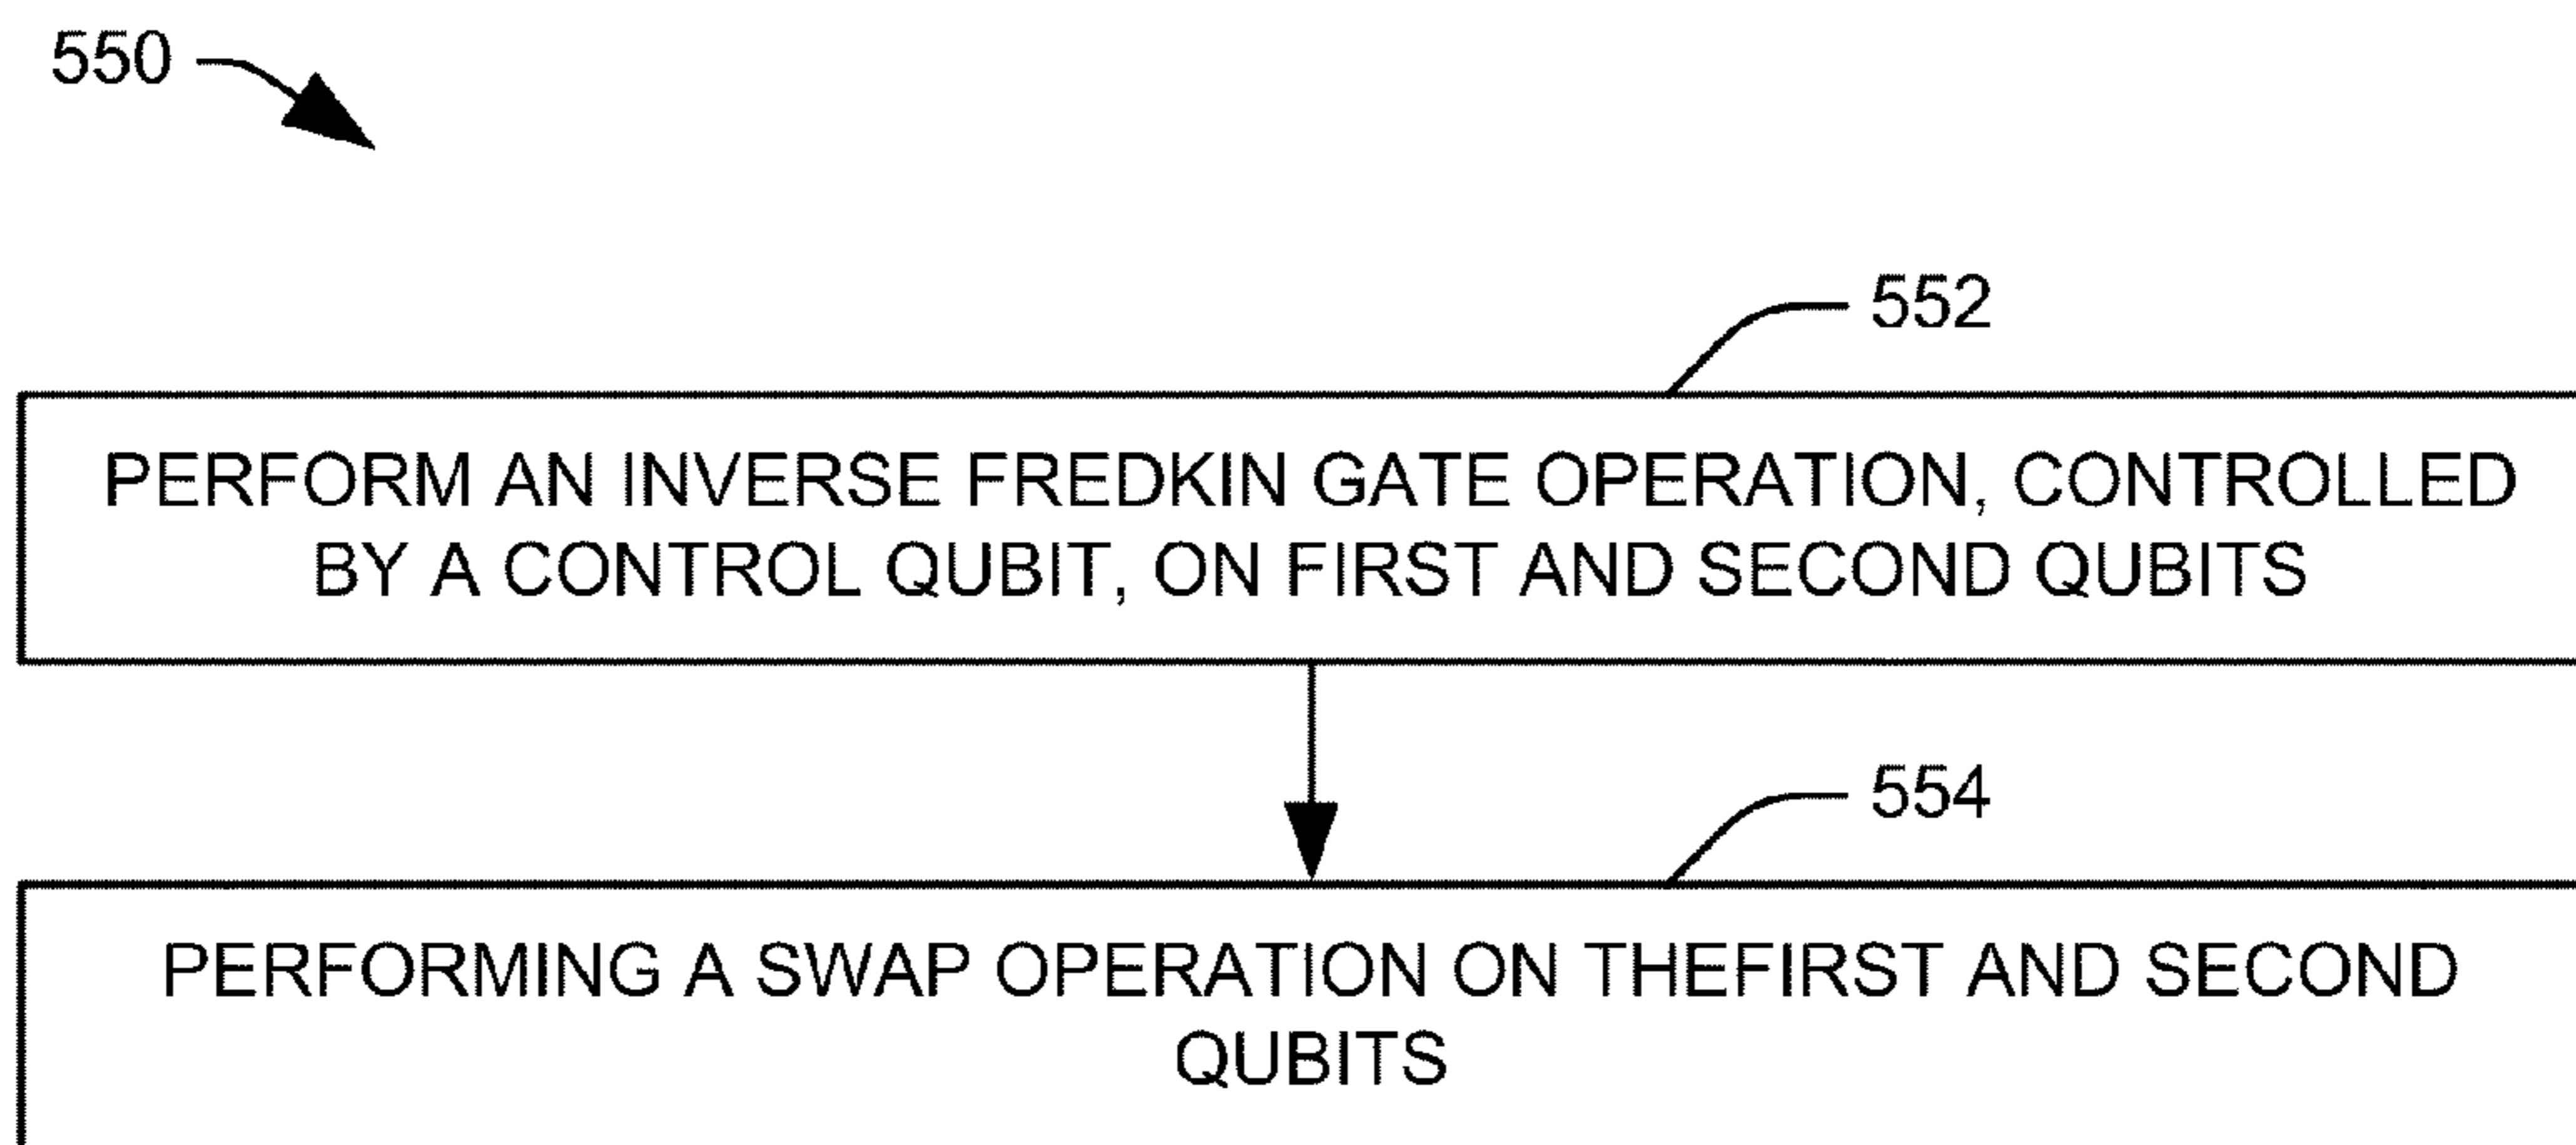 550
552
PERFORM AN INVERSE FREDKIN GATE OPERATION, CONTROLLED
BY A CONTROL QUBIT, ON FIRST AND SECOND QUBITS
554
PERFORMING A SWAP OPERATION ON THEFIRST AND SECOND
QUBITS